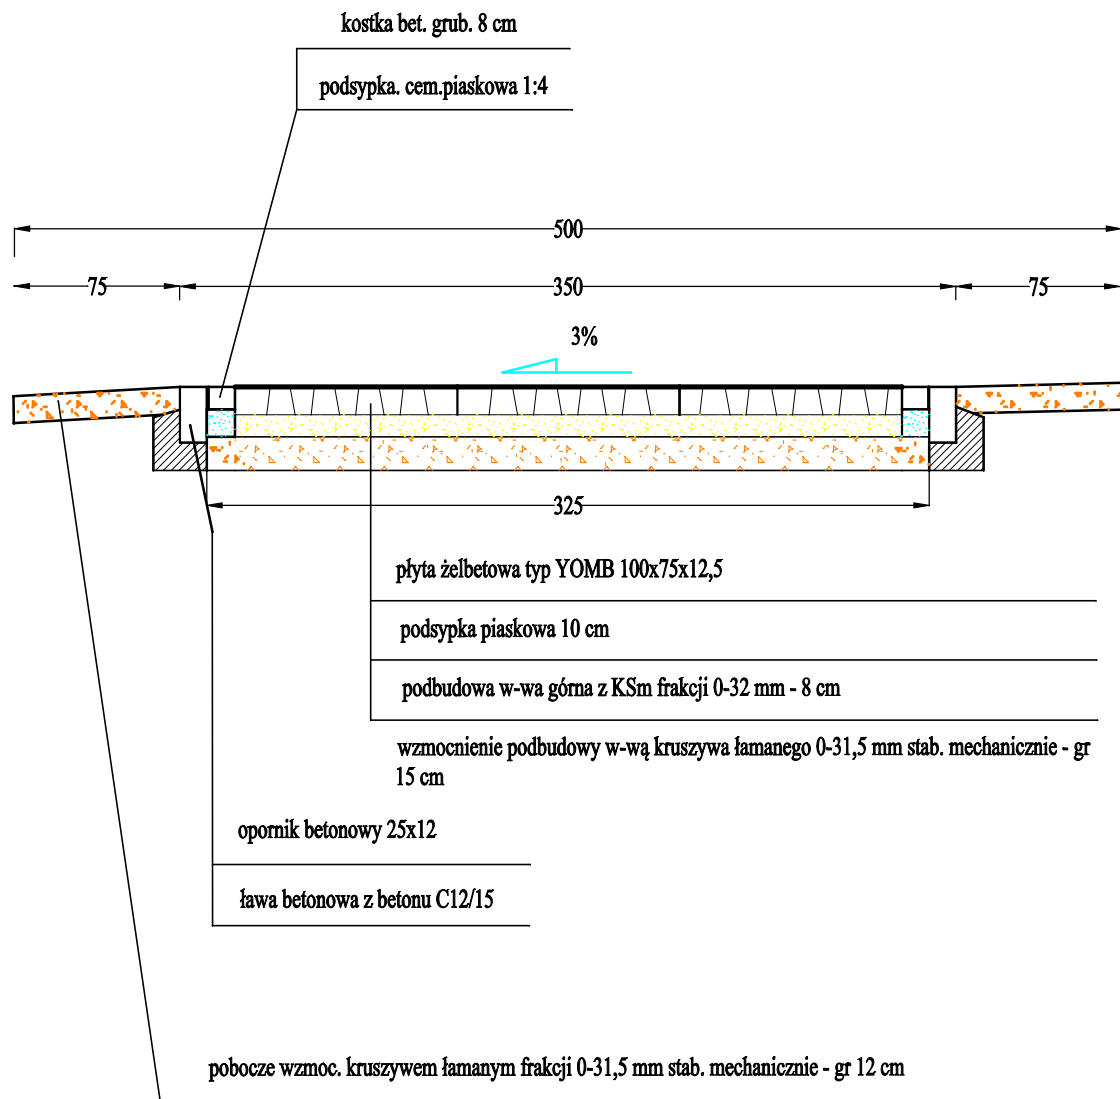 kostka bet. grub. 8 cm
podsypka. cem.piaskowa 1:4
500
75
350
75
3%
325
płyta żelbetowa typ YOMB 100x75x12,5
podsypka piaskowa 10 cm
podbudowa w-wa górna z KSm frakcji 0-32 mm - 8 cm
wzmocnienie podbudowy w-wą kruszywa łamanego 0-31,5 mm stab. mechanicznie - gr
15 cm
opornik betonowy 25x12
ława betonowa z betonu C12/15
pobocze wzmoc. kruszywem łamanym frakcji 0-31,5 mm stab. mechanicznie - gr 12 cm